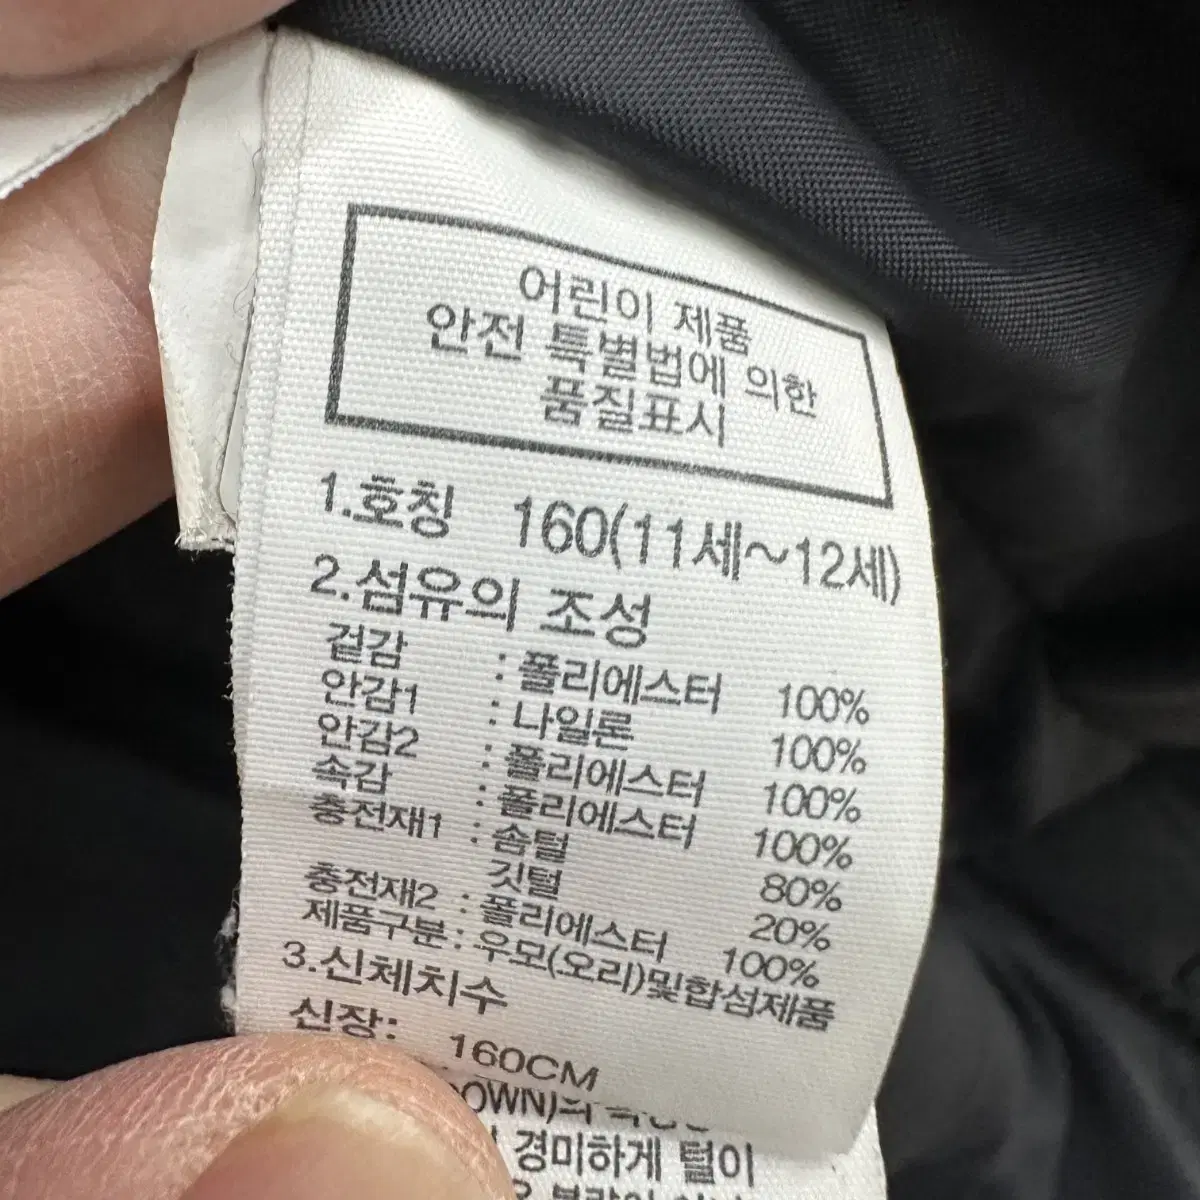 어린이 제품
안전 특별법에 의한
품질표시
1.호칭 160(11세~12세)
2.섬유의 조성
겉감 : 폴리에스터 100%
안감1 : 나일론 100%
안감2 : 폴리에스터 100%
속감 : 폴리에스터 100%
충전재1 : 솜털 80%
깃털 20%
충전재2 : 폴리에스터 100%
제품구분 : 우모(오리)및합섬제품
3.신체치수
신장: 160CM
DOWN)의
경미하게 털이